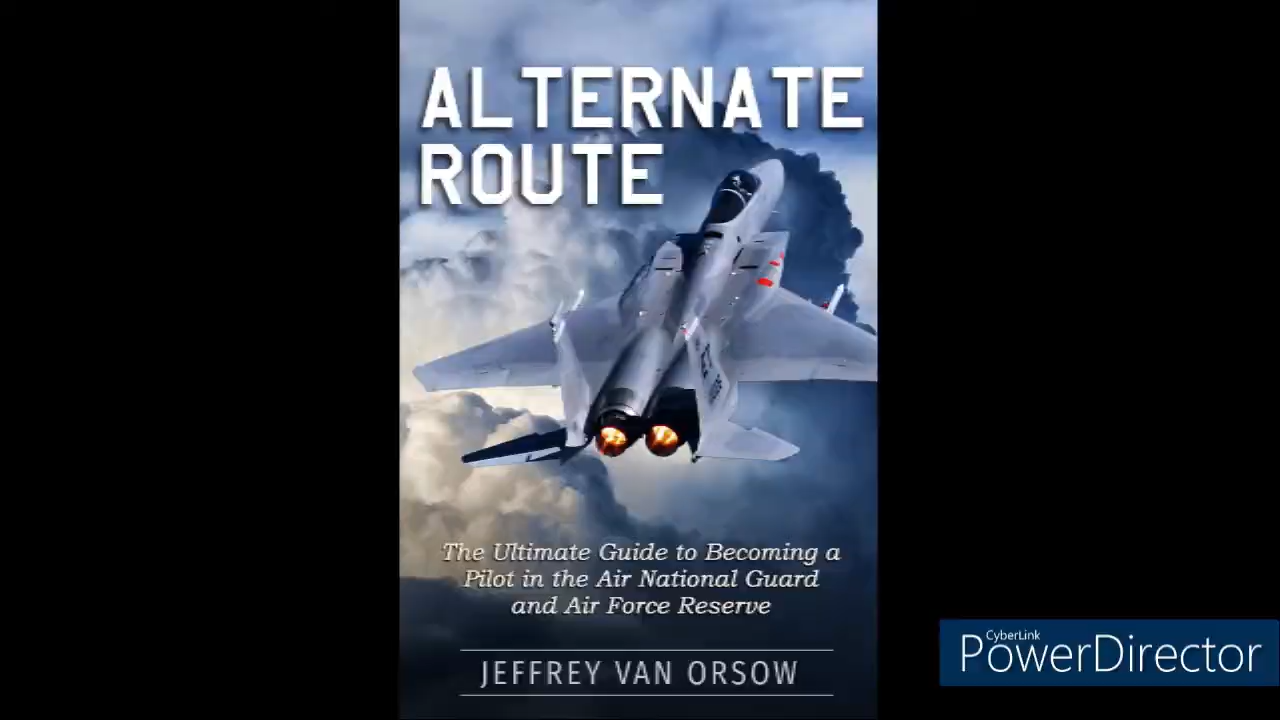 ALTERNATE
ROUTE
The Ultimate Guide to Becoming a
Pilot in the Air National Guard
and Air Force Reserve
JEFFREY VAN ORSOW
CyberLink
PowerDirector